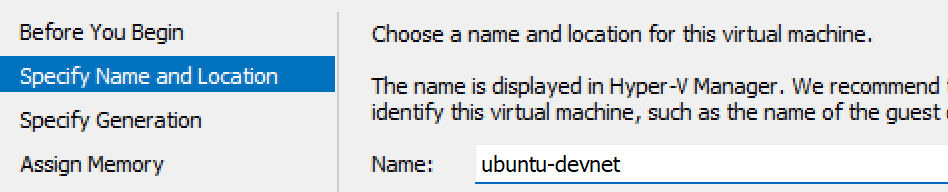 Before You Begin
Specify Name and Location
Specify Generation
Assign Memory
Choose a name and location for this virtual machine.
The name is displayed in Hyper-V Manager. We recommend
identify this virtual machine, such as the name of the guest
Name: ubuntu-devnet